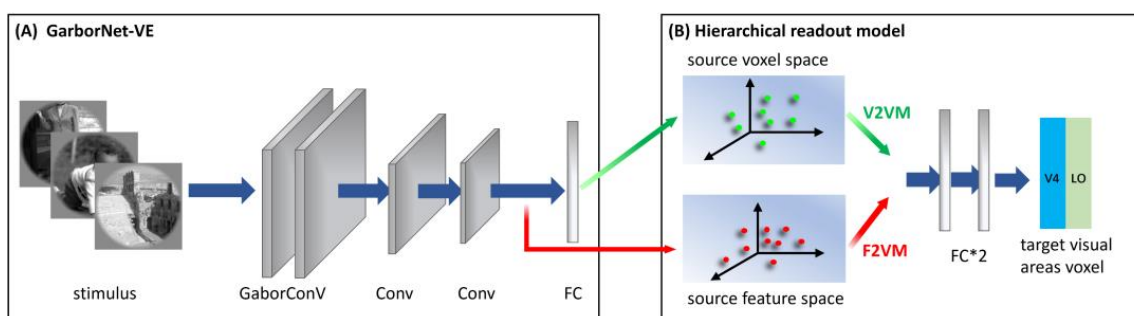 (A) GarborNet-VE
stimulus
GaborConV
Conv
Conv
FC
(B) Hierarchical readout model
source voxel space
V2VM
source feature space
F2VM
FC*2
V4
LO
target visual
areas voxel